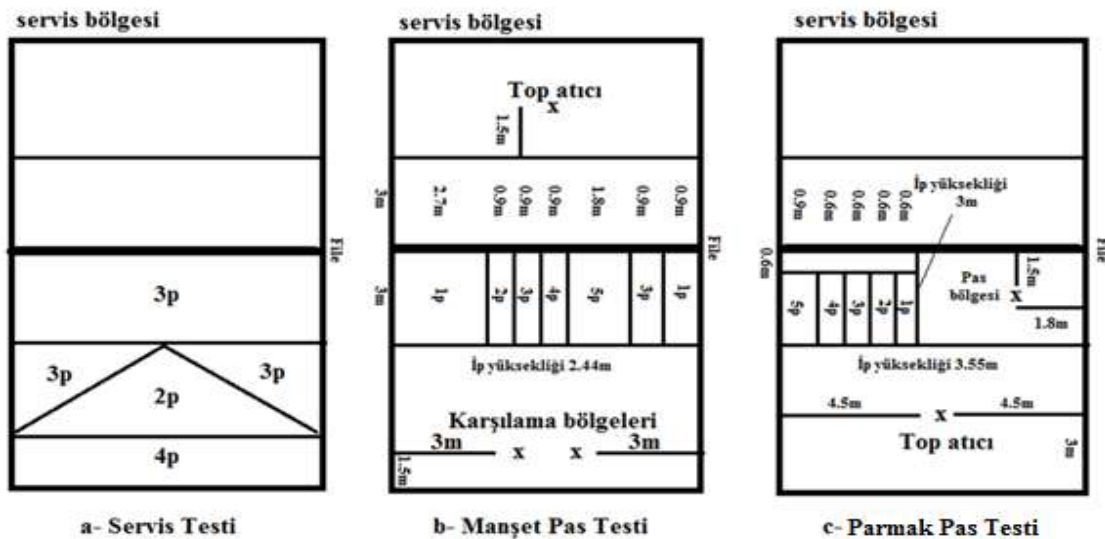 servis bölgesi
File
3p
3p
3p
2p
4p
a- Servis Testi
servis bölgesi
Top atıcı
x
1.5m
3m
2.7m
0.9m
0.9m
0.9m
1.8m
0.9m
0.9m
File
3m
1p
2p
3p
4p
5p
3p
1p
İp yüksekliği 2.44m
Karşılama bölgeleri
3m
x
x
3m
1.5m
b- Manşet Pas Testi
servis bölgesi
0.9m
0.6m
0.6m
0.6m
0.6m
İp yüksekliği
3m
File
0.6m
5p
4p
3p
2p
1p
Pas
bölgesi
x
1.5m
1.8m
İp yüksekliği 3.55m
4.5m
x
4.5m
Top atıcı
3m
c- Parmak Pas Testi